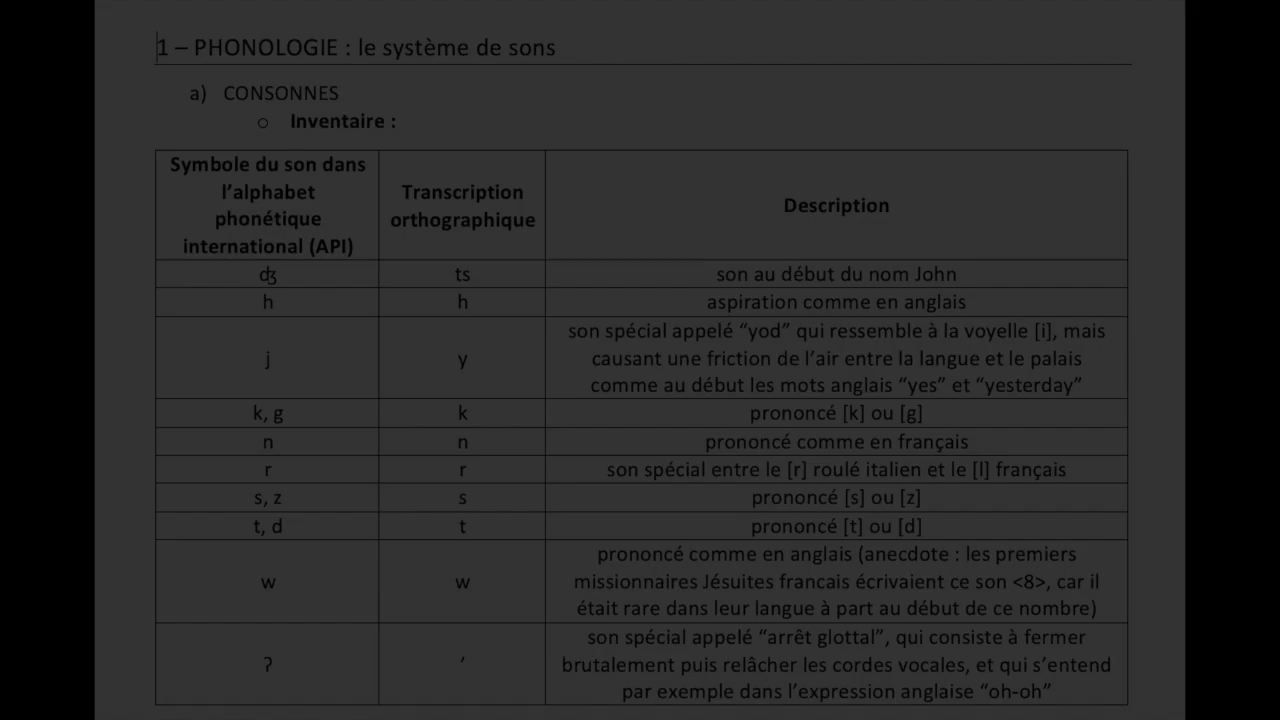 1 – PHONOLOGIE : le système de sons
a) CONSONNES
o Inventaire :
Symbole du son dans
l’alphabet
phonétique
international (API)
Transcription
orthographique
Description
ʤ ts son au début du nom John
h h aspiration comme en anglais
son spécial appelé “yod” qui ressemble à la voyelle [i], mais
j y causant une friction de l’air entre la langue et le palais
comme au début les mots anglais “yes” et “yesterday”
k, g k prononcé [k] ou [g]
n n prononcé comme en français
r r son spécial entre le [r] roulé italien et le [l] français
s, z s prononcé [s] ou [z]
t, d t prononcé [t] ou [d]
prononcé comme en anglais (anecdote : les premiers
w w missionnaires Jésuites francais écrivaient ce son <8>, car il
était rare dans leur langue à part au début de ce nombre)
son spécial appelé “arrêt glottal”, qui consiste à fermer
ʔ ’ brutalement puis relâcher les cordes vocales, et qui s’entend
par exemple dans l’expression anglaise “oh-oh”